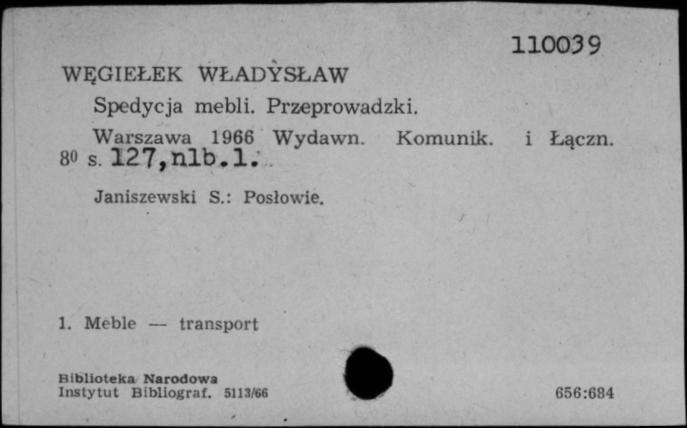 110039
WĘGIEŁEK WŁADYSŁAW
Spedycja mebli. Przeprowadzki.
Warszawa 1966 Wydawn. Komunik. i Łączn.
8⁰ s. 127,nlb.1.
Janiszewski S.: Posłowie.
1. Meble — transport
Biblioteka Narodowa
Instytut Bibliograf. 5113/66
656:684